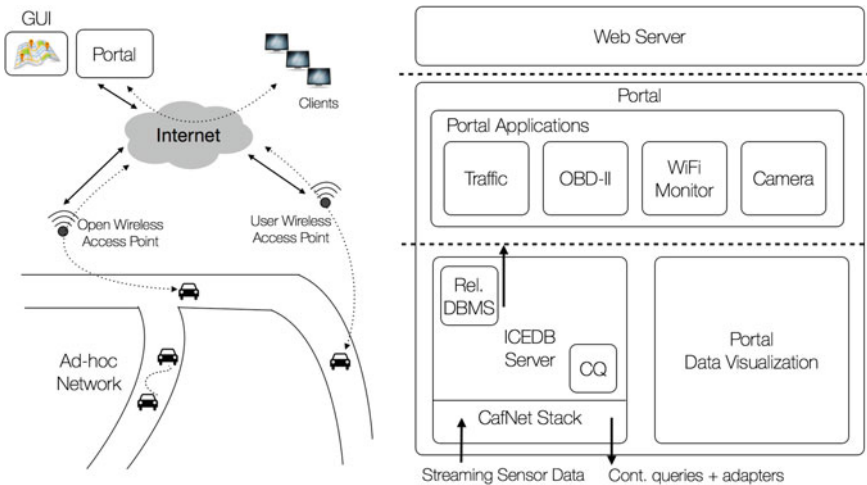 GUI
Portal
Clients
Internet
Open Wireless
Access Point
User Wireless
Access Point
Ad-hoc
Network
Web Server
Portal
Portal Applications
Traffic
OBD-II
WiFi
Monitor
Camera
Rel.
DBMS
ICEDB
Server
CQ
CafNet Stack
Portal
Data Visualization
Streaming Sensor Data
Cont. queries + adapters